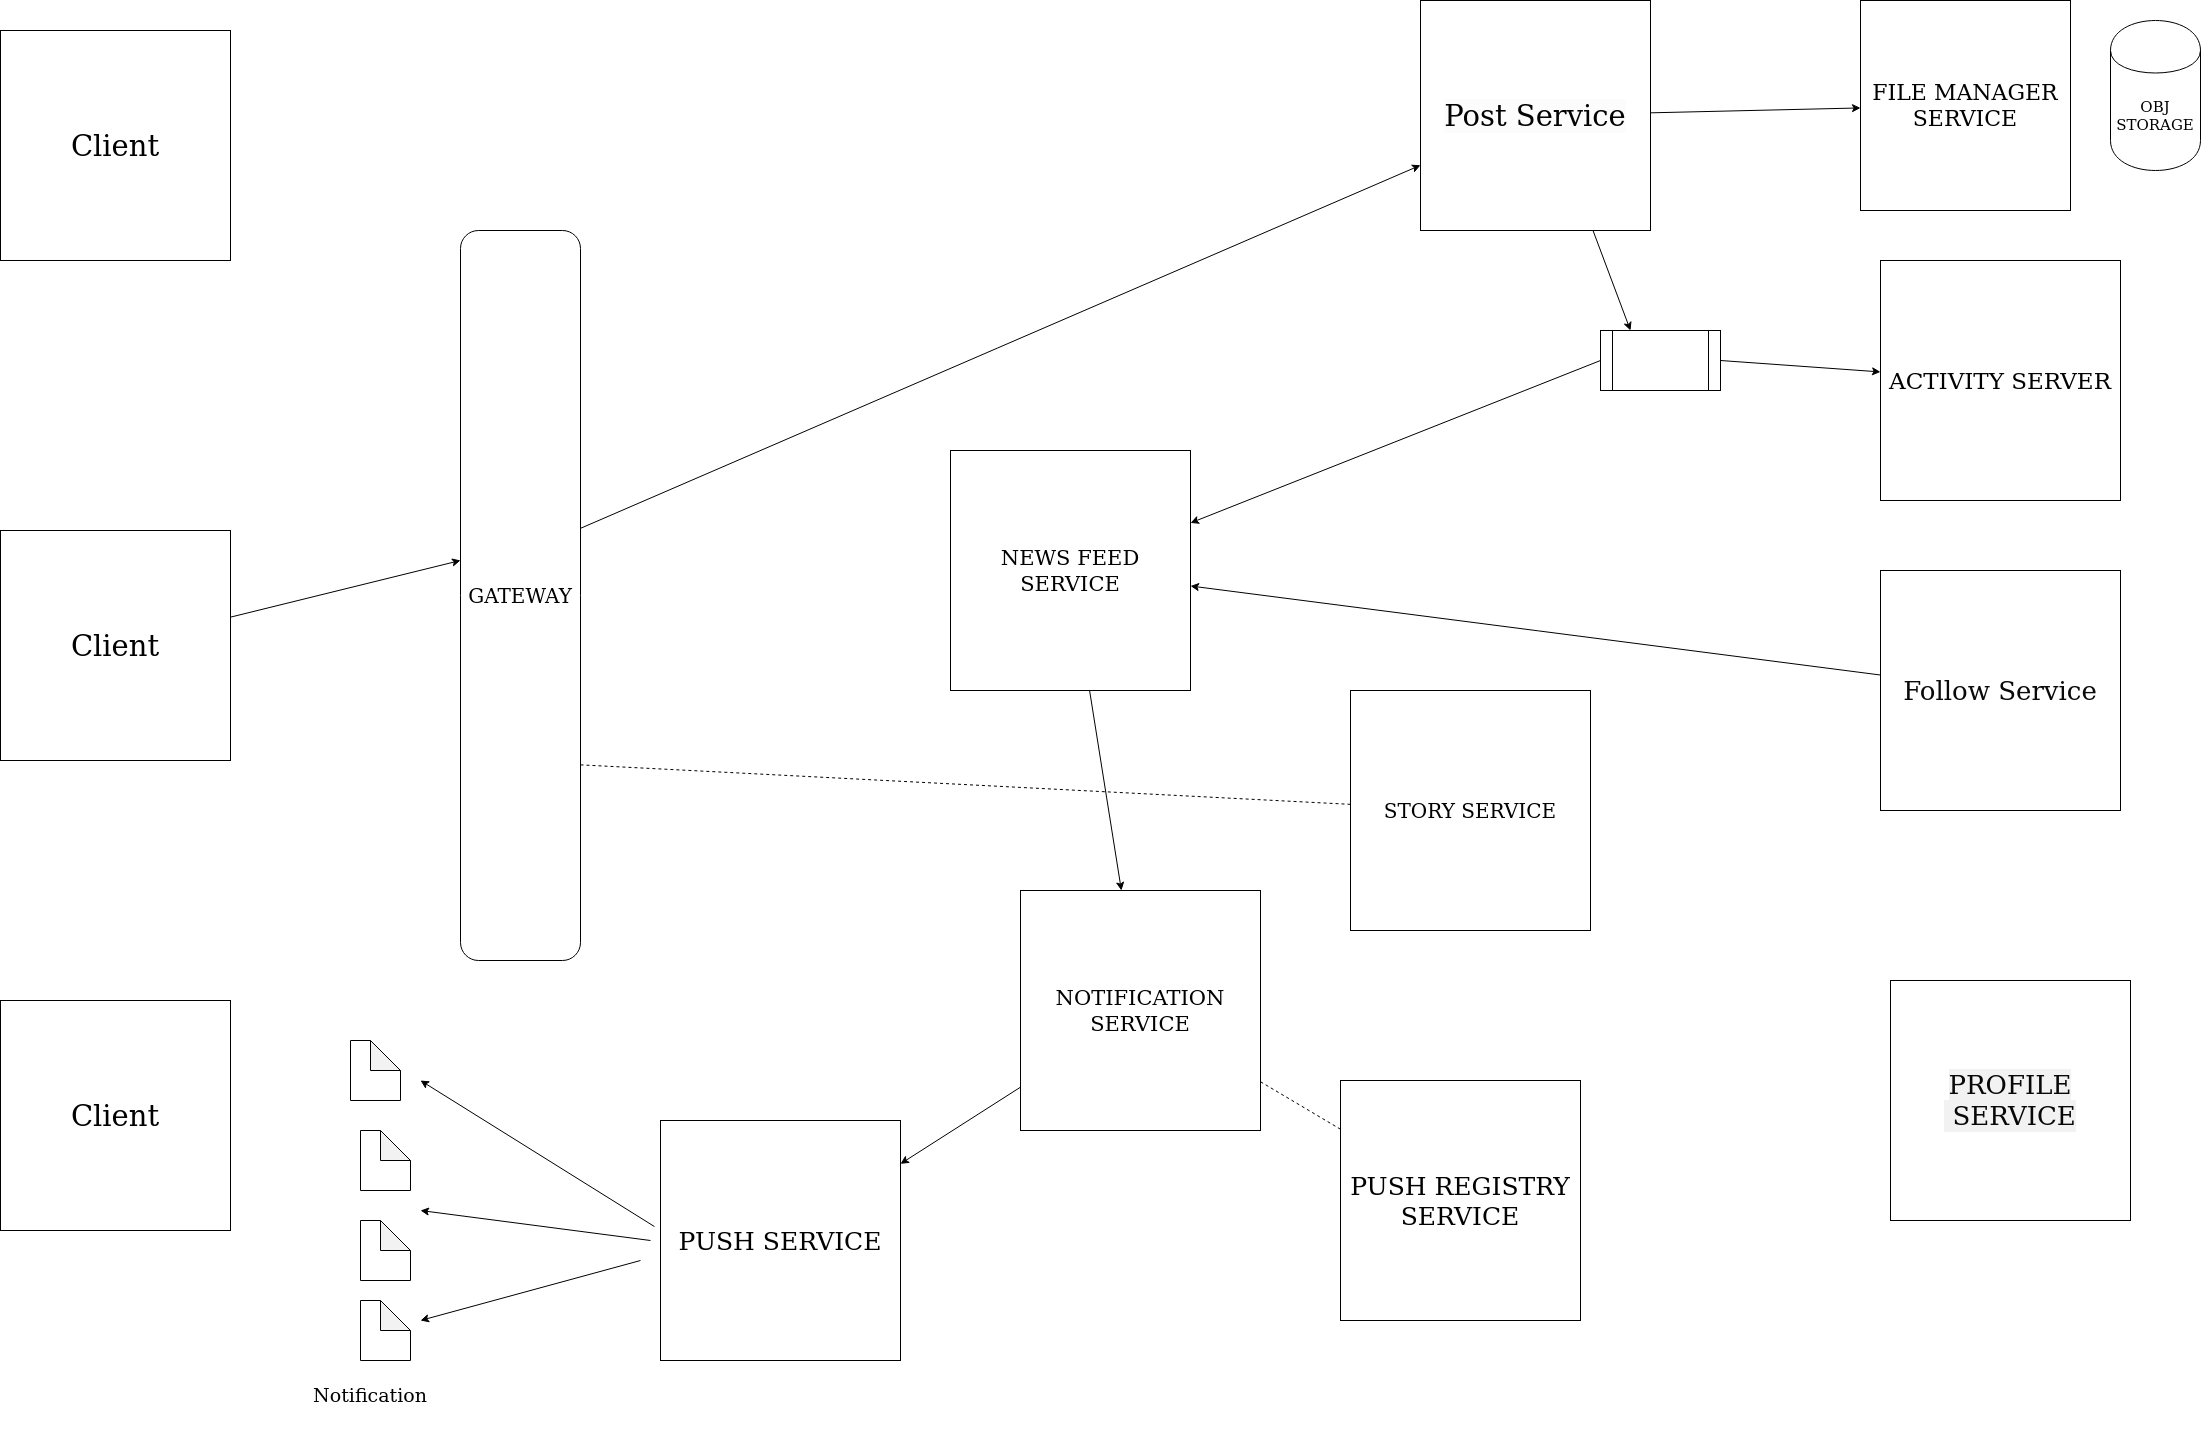 Client
Post Service
FILE MANAGER
SERVICE
OBJ
STORAGE
ACTIVITY SERVER
NEWS FEED
SERVICE
Client
GATEWAY
Follow Service
STORY SERVICE
NOTIFICATION
SERVICE
PROFILE
SERVICE
Client
PUSH REGISTRY
SERVICE
PUSH SERVICE
Notification